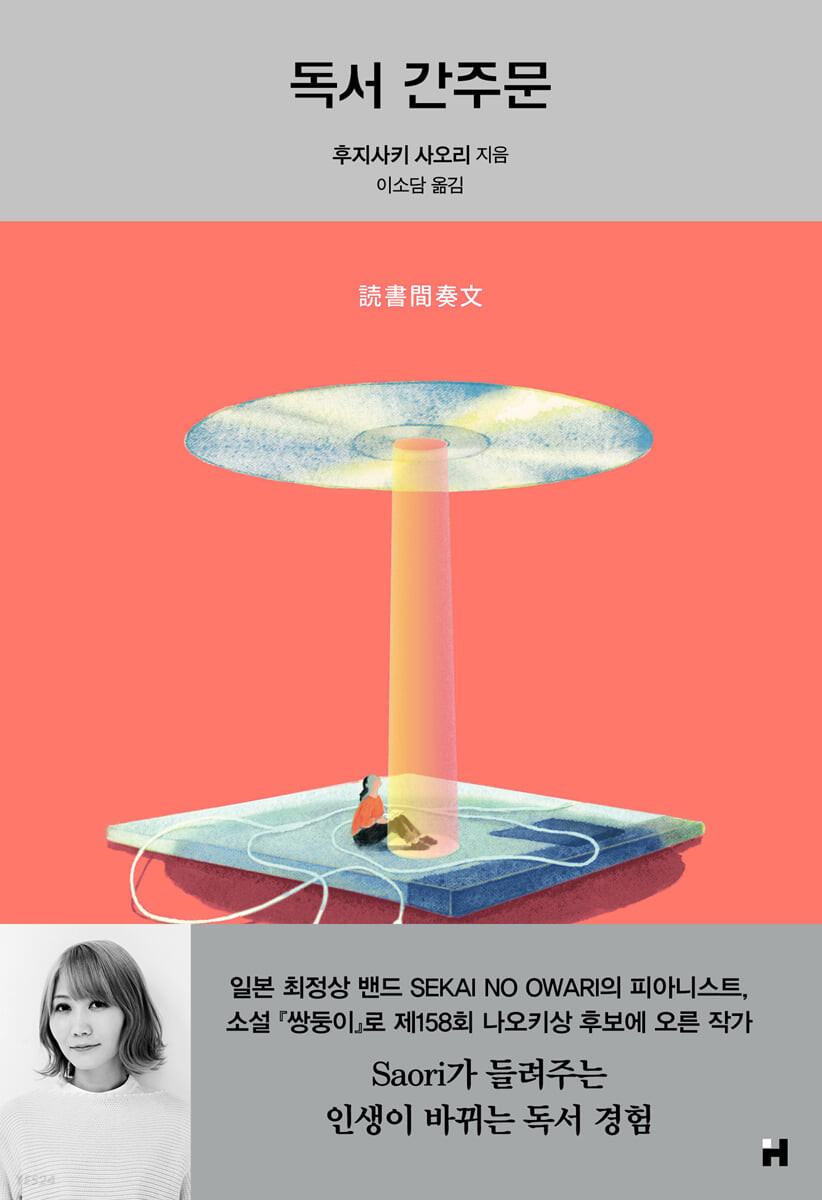 독서 간주문
후지사키 사오리 지음
이소담 옮김
読書間奏文
일본 최정상 밴드 SEKAI NO OWARI의 피아니스트,
소설 『쌍둥이』로 제158회 나오키상 후보에 오른 작가
Saori가 들려주는
인생이 바뀌는 독서 경험
YES24